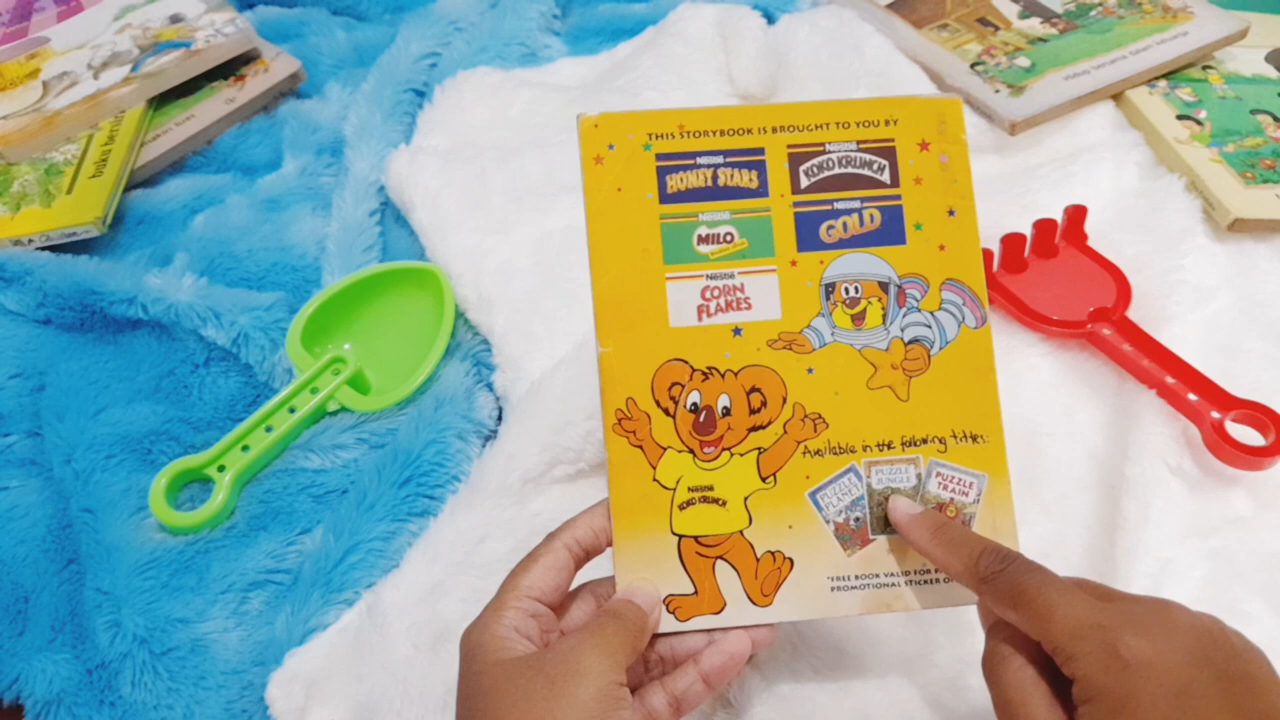 THIS STORYBOOK IS BROUGHT TO YOU BY
Nestlé
HONEY STARS
Nestlé
KOKO KRUNCH
Nestlé
MILO
Nestlé
GOLD
Nestlé
CORN
FLAKES
Nestlé
KOKO KRUNCH
Available in the following titles:
PUZZLE
PLANET
PUZZLE
JUNGLE
PUZZLE
TRAIN
*FREE BOOK VALID FOR
PROMOTIONAL STICKER
buku